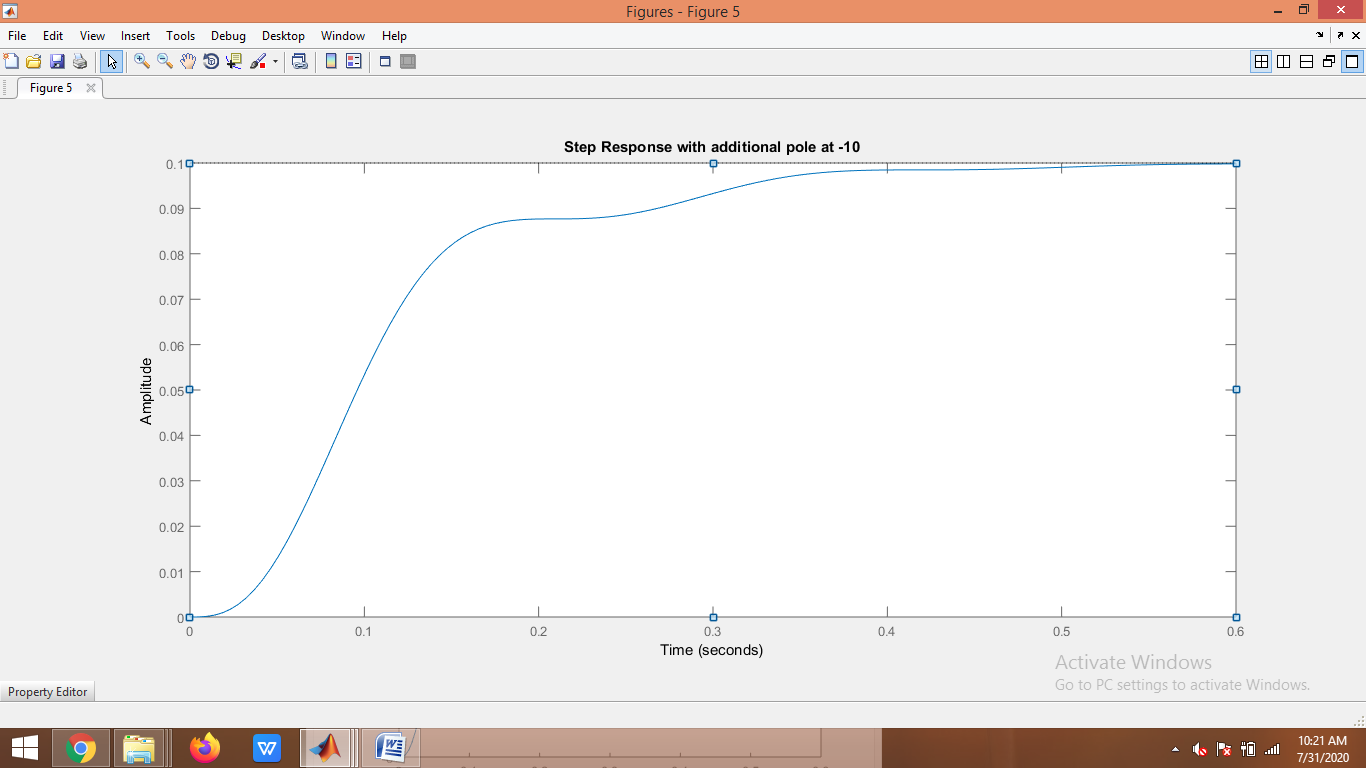 Figures - Figure 5
File Edit View Insert Tools Debug Desktop Window Help
Figure 5
Step Response with additional pole at -10
0.1
0.09
0.08
0.07
0.06
0.05
0.04
0.03
0.02
0.01
0
Amplitude
0 0.1 0.2 0.3 0.4 0.5 0.6
Time (seconds)
Activate Windows
Go to PC settings to activate Windows.
Property Editor
10:21 AM
7/31/2020